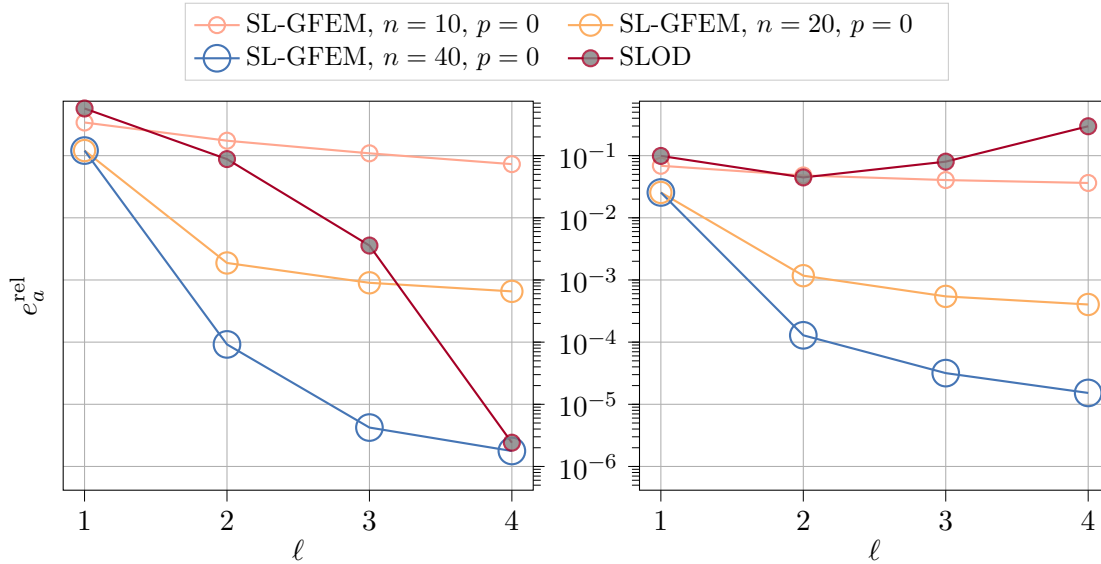 SL-GFEM, n = 10, p = 0 SL-GFEM, n = 20, p = 0
SL-GFEM, n = 40, p = 0 SLOD
10⁻¹
10⁻²
10⁻³
10⁻⁴
10⁻⁵
10⁻⁶
e_a^rel
1 2 3 4
ℓ
1 2 3 4
ℓ